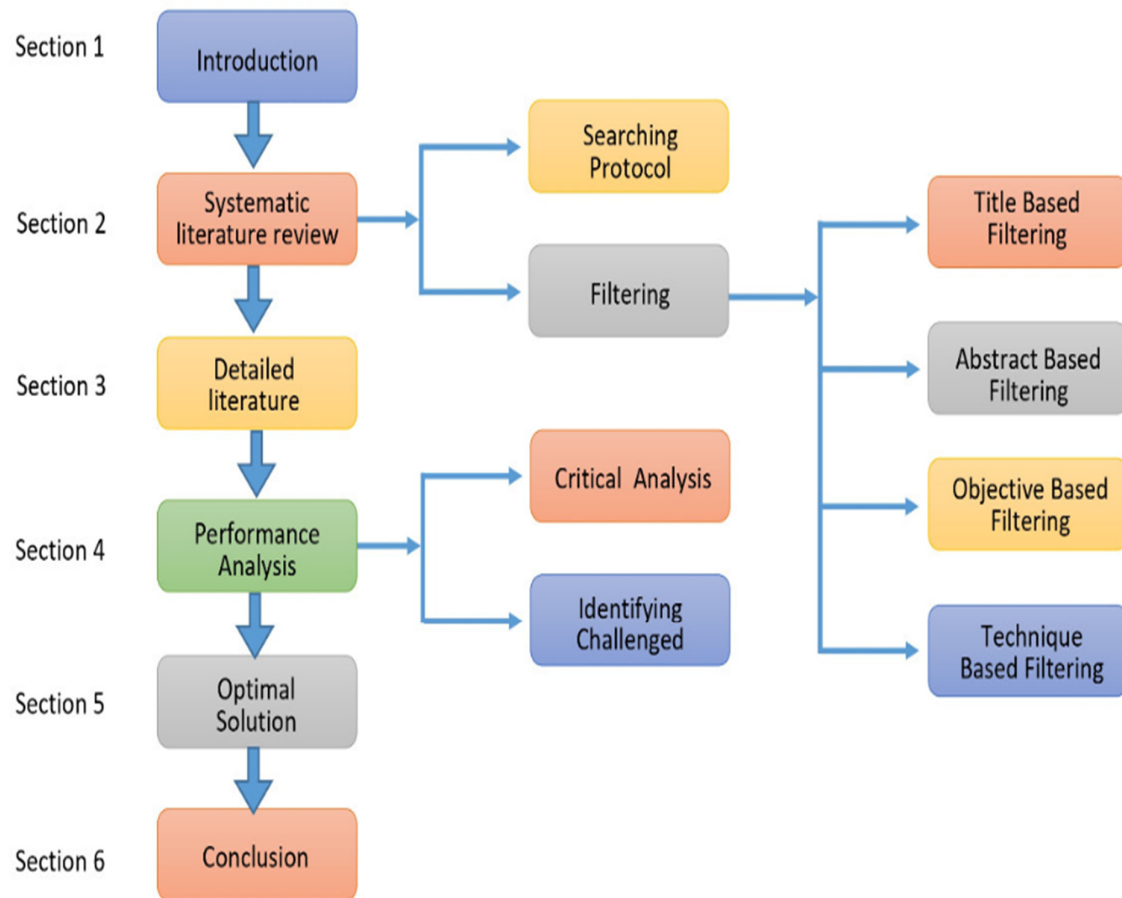 Section 1
Introduction
Section 2
Systematic
literature review
Searching
Protocol
Filtering
Title Based
Filtering
Abstract Based
Filtering
Objective Based
Filtering
Technique
Based Filtering
Section 3
Detailed
literature
Section 4
Performance
Analysis
Critical Analysis
Identifying
Challenged
Section 5
Optimal
Solution
Section 6
Conclusion